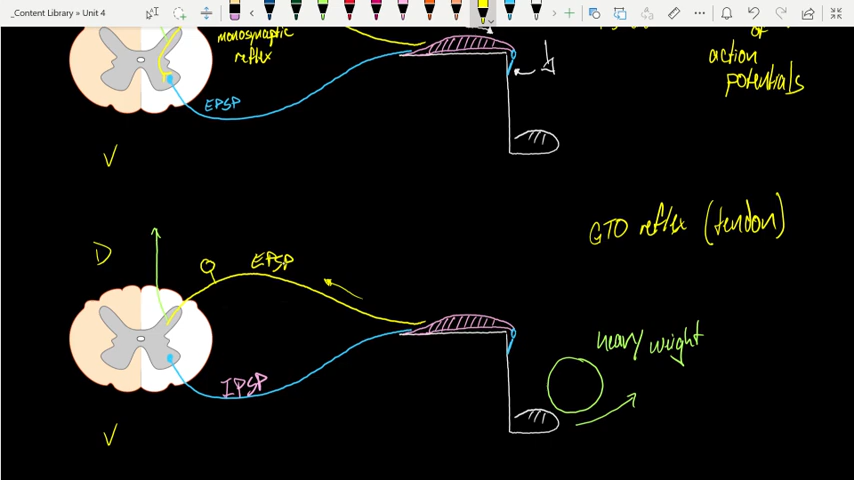 _Content Library » Unit 4
monosynaptic
reflex
EPSP
of
action
potentials
V
GTO reflex (tendon)
D
EPSP
heavy weight
IPSP
V